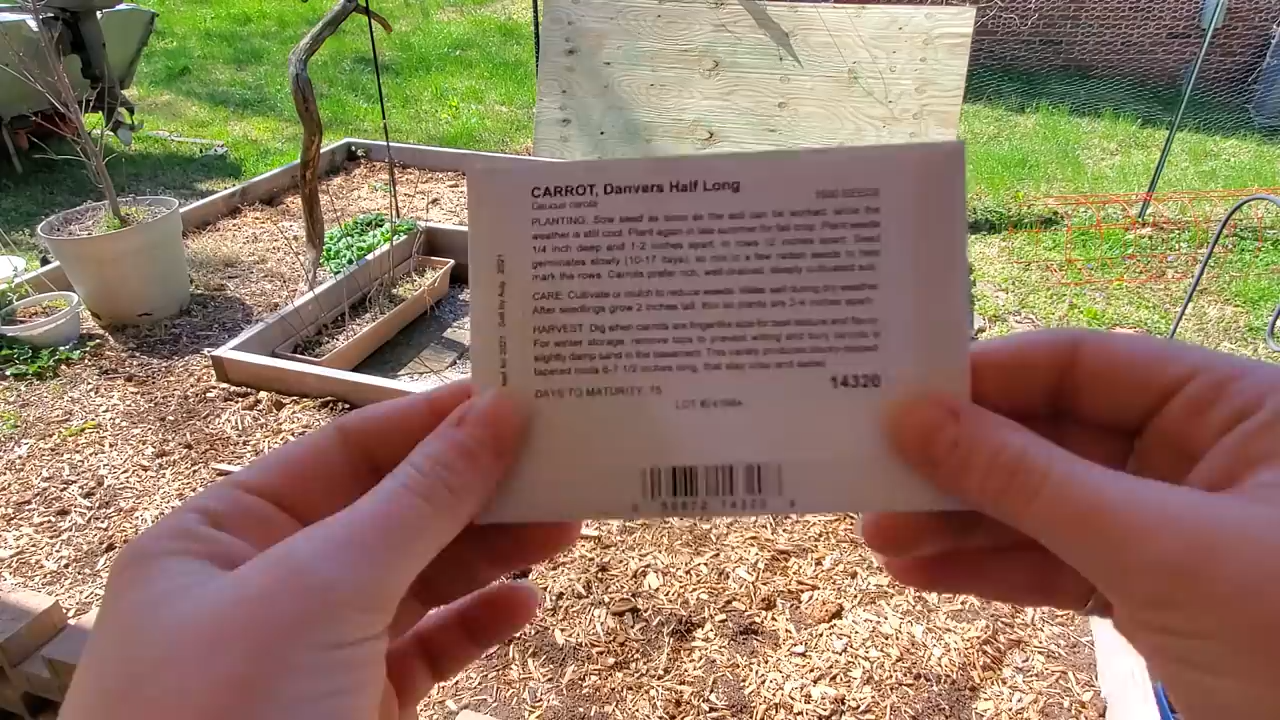 CARROT, Danvers Half Long
1500 SEEDS
Daucus carota
PLANTING: Sow seed as soon as the soil can be worked, while the
weather is still cool. Plant again in late summer for fall crop. Plant seeds
1/4 inch deep and 1-2 inches apart, in rows 12 inches apart. Seed
germinates slowly (10-17 days), so mix in a few radish seeds to help
mark the rows. Carrots prefer rich, well-drained, deeply cultivated soil.
CARE: Cultivate or mulch to reduce weeds. Water well during dry weather.
After seedlings grow 2 inches tall, thin so plants are 3-4 inches apart.
HARVEST: Dig when carrots are finger-like size for best texture and flavor.
For winter storage, remove tops to prevent wilting and bury carrots in
slightly damp sand in the basement. This variety produces
tapered roots 6-7 1/2 inches long, that stay crisp and sweet.
DAYS TO MATURITY: 75
14320
LOT